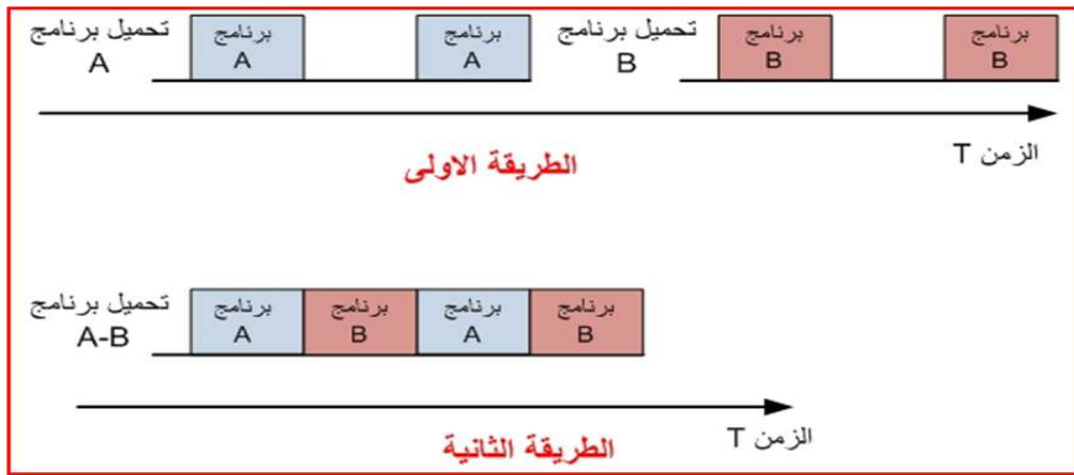 تحميل برنامج
A
برنامج
A
برنامج
A
تحميل برنامج
B
برنامج
B
برنامج
B
الزمن T
الطريقة الاولى
تحميل برنامج
A-B
برنامج
A
برنامج
B
برنامج
A
برنامج
B
الزمن T
الطريقة الثانية